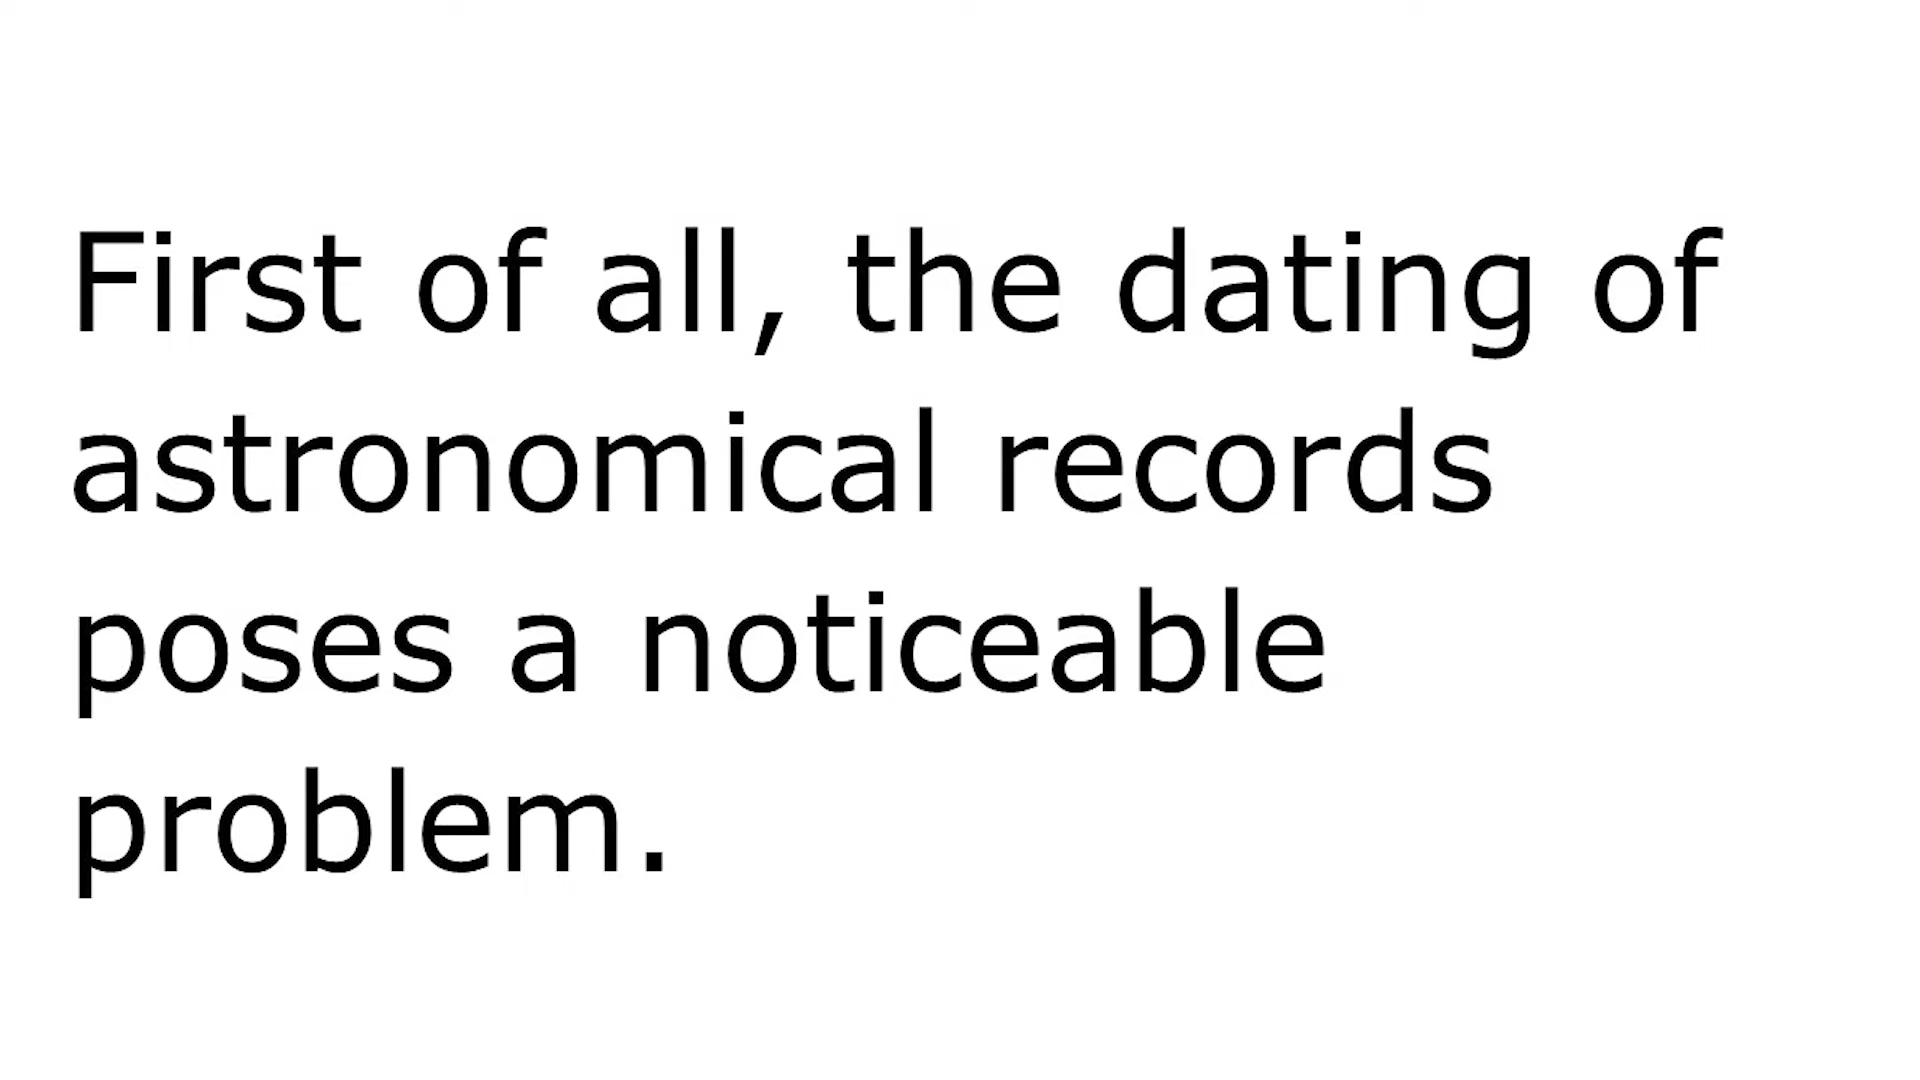 First of all, the dating of
astronomical records
poses a noticeable
problem.